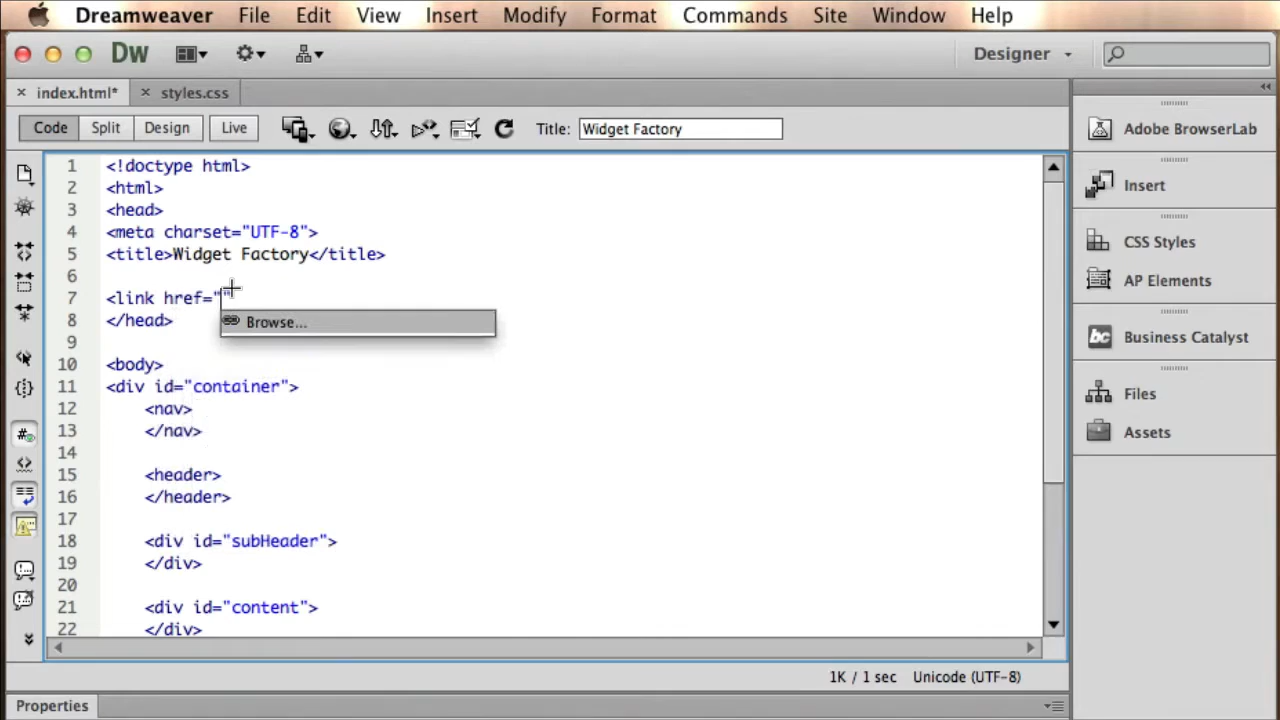 Dreamweaver File Edit View Insert Modify Format Commands Site Window Help
Dw Designer
index.html* styles.css
Code Split Design Live Title: Widget Factory
1 <!doctype html>
2 <html>
3 <head>
4 <meta charset="UTF-8">
5 <title>Widget Factory</title>
6
7 <link href=""
Browse...
8 </head>
9
10 <body>
11 <div id="container">
12 <nav>
13 </nav>
14
15 <header>
16 </header>
17
18 <div id="subHeader">
19 </div>
20
21 <div id="content">
22 </div>
Adobe BrowserLab
Insert
CSS Styles
AP Elements
bc Business Catalyst
Files
Assets
1K / 1 sec Unicode (UTF-8)
Properties